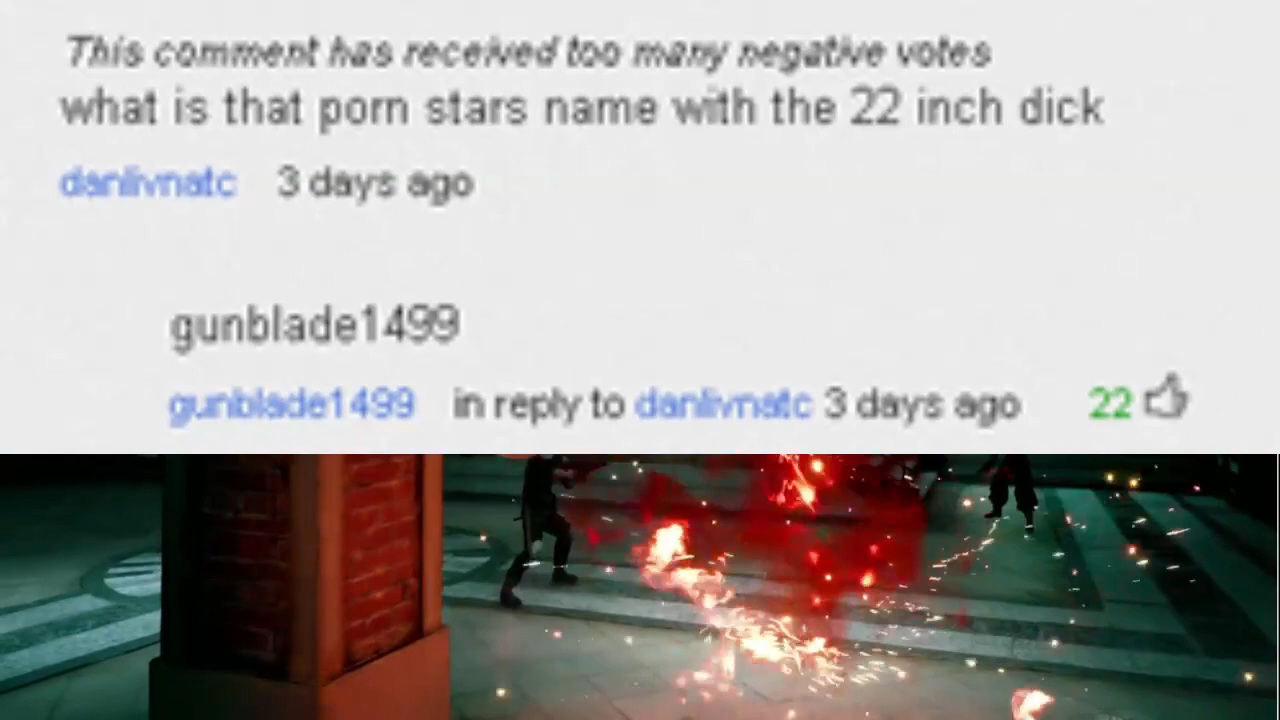 This comment has received too many negative votes
what is that porn stars name with the 22 inch dick
danlivnatc 3 days ago
gunblade1499
gunblade1499 in reply to danlivnatc 3 days ago 22